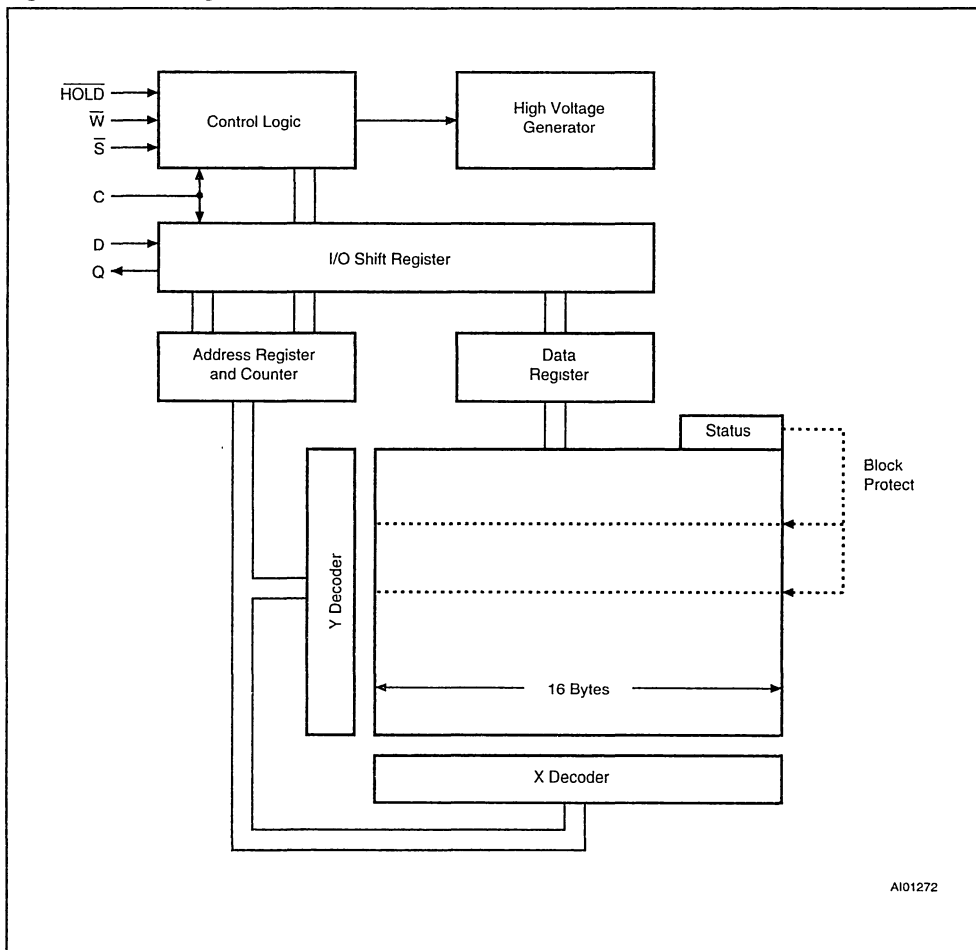 H̅O̅L̅D̅
W̅
S̅
C
D
Q
Control Logic
High Voltage
Generator
I/O Shift Register
Address Register
and Counter
Data
Register
Status
Block
Protect
Y Decoder
16 Bytes
X Decoder
AI01272